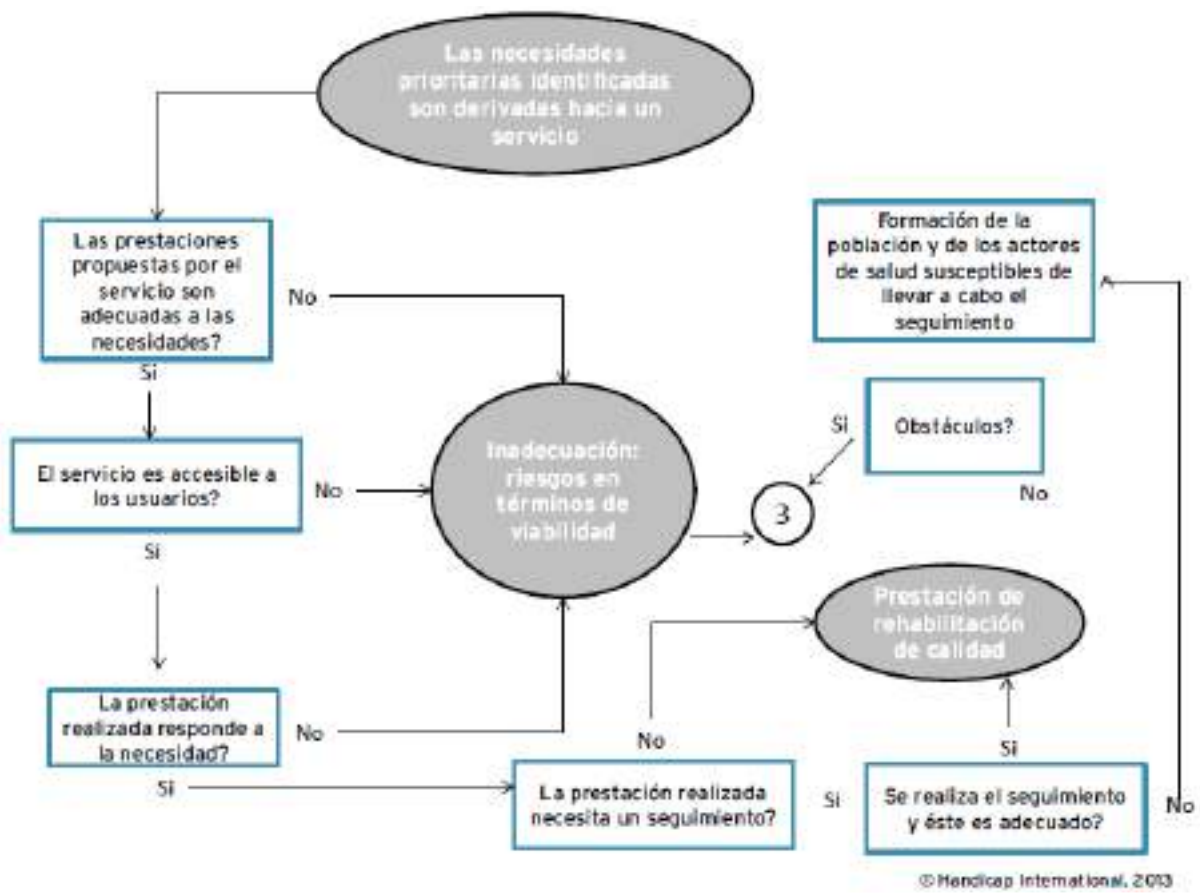 Las necesidades
prioritarias identificadas
son derivadas hacia un
servicio
Las prestaciones
propuestas por el
servicio son
adecuadas a las
necesidades?
No
Si
El servicio es accesible a
los usuarios?
No
Si
La prestación
realizada responde a
la necesidad?
No
Si
Inadecuación:
riesgos en
términos de
viabilidad
3
Formación de la
población y de los actores
de salud susceptibles de
llevar a cabo el
seguimiento
Obstáculos?
Si
No
Prestación de
rehabilitación
de calidad
La prestación realizada
necesita un seguimiento?
No
Si
Se realiza el seguimiento
y éste es adecuado?
Si
No
© Handicap International, 2013